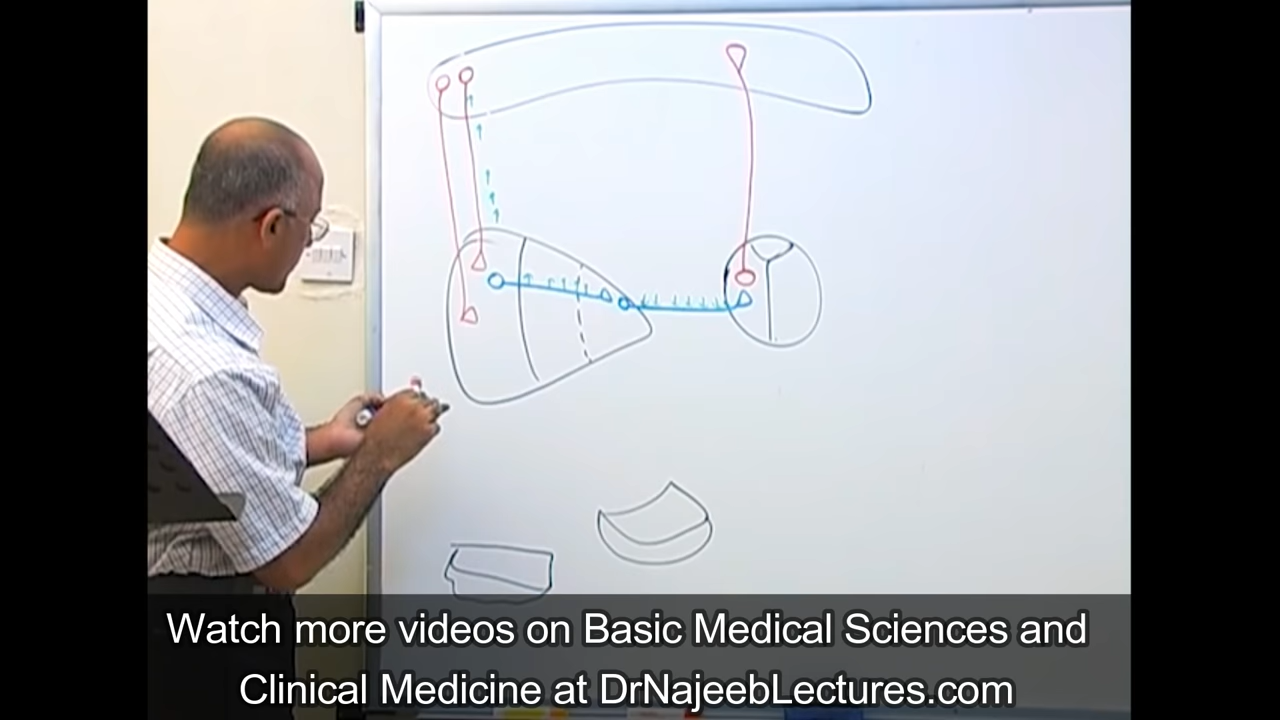 Watch more videos on Basic Medical Sciences and
Clinical Medicine at DrNajeebLectures.com